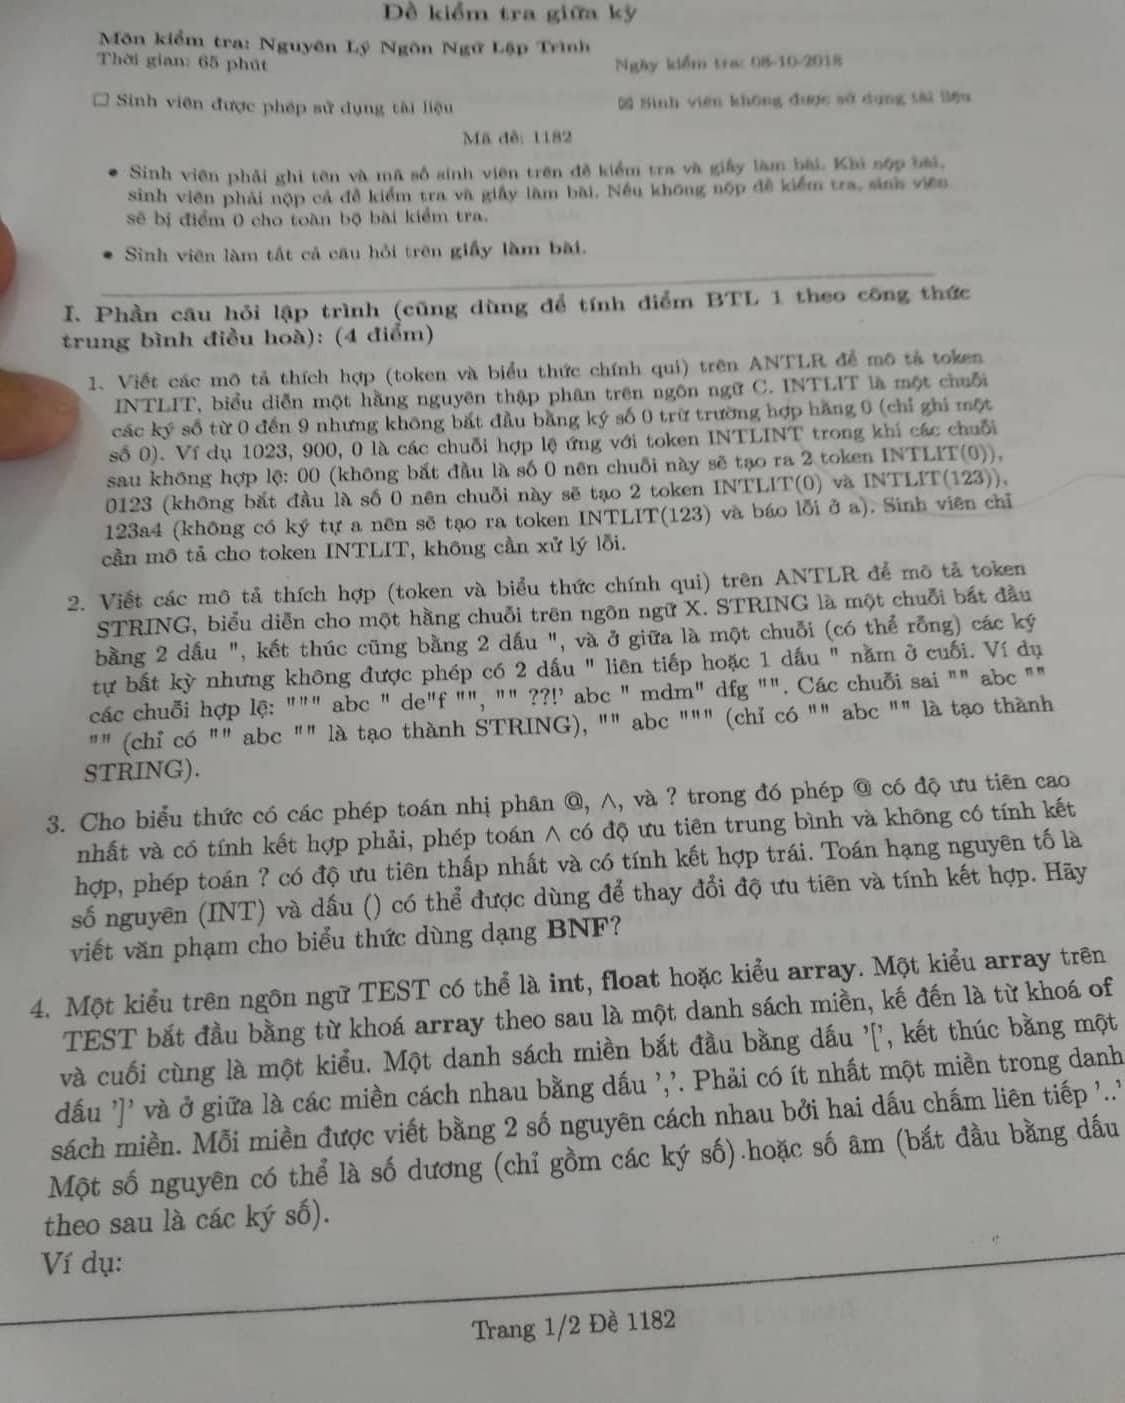 Đề kiểm tra giữa kỳ
Môn kiểm tra: Nguyên Lý Ngôn Ngữ Lập Trình
Thời gian: 65 phút
Ngày kiểm tra: 08-10-2018
☐ Sinh viên được phép sử dụng tài liệu
☒ Sinh viên không được sử dụng tài liệu
Mã đề: 1182
• Sinh viên phải ghi tên và mã số sinh viên trên đề kiểm tra và giấy làm bài. Khi nộp bài,
sinh viên phải nộp cả đề kiểm tra và giấy làm bài. Nếu không nộp đề kiểm tra, sinh viên
sẽ bị điểm 0 cho toàn bộ bài kiểm tra.
• Sinh viên làm tất cả câu hỏi trên giấy làm bài.
I. Phần câu hỏi lập trình (cũng dùng để tính điểm BTL 1 theo công thức
trung bình điều hoà): (4 điểm)
1. Viết các mô tả thích hợp (token và biểu thức chính qui) trên ANTLR để mô tả token
INTLIT, biểu diễn một hằng nguyên thập phân trên ngôn ngữ C. INTLIT là một chuỗi
các ký số từ 0 đến 9 nhưng không bắt đầu bằng ký số 0 trừ trường hợp hằng 0 (chỉ ghi một
số 0). Ví dụ 1023, 900, 0 là các chuỗi hợp lệ ứng với token INTLINT trong khi các chuỗi
sau không hợp lệ: 00 (không bắt đầu là số 0 nên chuỗi này sẽ tạo ra 2 token INTLIT(0)),
0123 (không bắt đầu là số 0 nên chuỗi này sẽ tạo 2 token INTLIT(0) và INTLIT(123)),
123a4 (không có ký tự a nên sẽ tạo ra token INTLIT(123) và báo lỗi ở a). Sinh viên chỉ
cần mô tả cho token INTLIT, không cần xử lý lỗi.
2. Viết các mô tả thích hợp (token và biểu thức chính qui) trên ANTLR để mô tả token
STRING, biểu diễn cho một hằng chuỗi trên ngôn ngữ X. STRING là một chuỗi bắt đầu
bằng 2 dấu ", kết thúc cũng bằng 2 dấu ", và ở giữa là một chuỗi (có thể rỗng) các ký
tự bất kỳ nhưng không được phép có 2 dấu " liên tiếp hoặc 1 dấu " nằm ở cuối. Ví dụ
các chuỗi hợp lệ: """ abc " de"f "", "" ??!' abc " mdm" dfg "". Các chuỗi sai "" abc ""
"" (chỉ có "" abc "" là tạo thành STRING), "" abc """ (chỉ có "" abc "" là tạo thành
STRING).
3. Cho biểu thức có các phép toán nhị phân @, ∧, và ? trong đó phép @ có độ ưu tiên cao
nhất và có tính kết hợp phải, phép toán ∧ có độ ưu tiên trung bình và không có tính kết
hợp, phép toán ? có độ ưu tiên thấp nhất và có tính kết hợp trái. Toán hạng nguyên tố là
số nguyên (INT) và dấu () có thể được dùng để thay đổi độ ưu tiên và tính kết hợp. Hãy
viết văn phạm cho biểu thức dùng dạng BNF?
4. Một kiểu trên ngôn ngữ TEST có thể là int, float hoặc kiểu array. Một kiểu array trên
TEST bắt đầu bằng từ khoá array theo sau là một danh sách miền, kế đến là từ khoá of
và cuối cùng là một kiểu. Một danh sách miền bắt đầu bằng dấu '[', kết thúc bằng một
dấu ']' và ở giữa là các miền cách nhau bằng dấu ','. Phải có ít nhất một miền trong danh
sách miền. Mỗi miền được viết bằng 2 số nguyên cách nhau bởi hai dấu chấm liên tiếp '..'
Một số nguyên có thể là số dương (chỉ gồm các ký số) hoặc số âm (bắt đầu bằng dấu
theo sau là các ký số).
Ví dụ:
Trang 1/2 Đề 1182